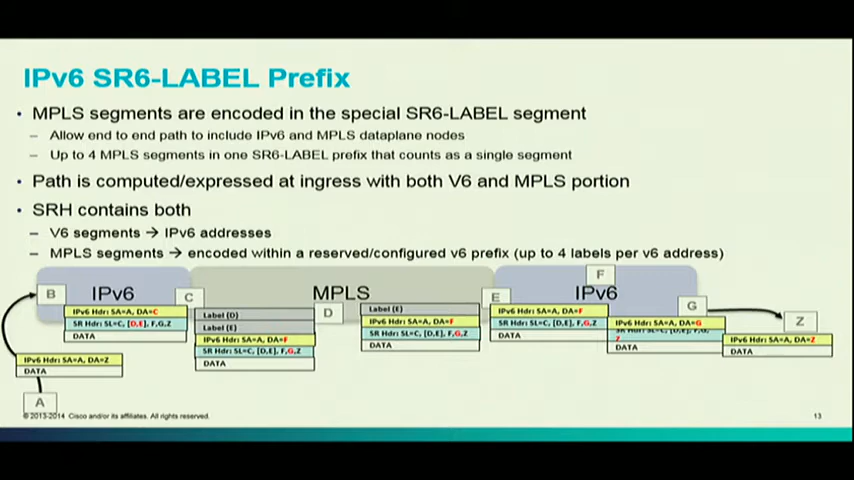 IPv6 SR6-LABEL Prefix
• MPLS segments are encoded in the special SR6-LABEL segment
– Allow end to end path to include IPv6 and MPLS dataplane nodes
– Up to 4 MPLS segments in one SR6-LABEL prefix that counts as a single segment
• Path is computed/expressed at ingress with both V6 and MPLS portion
• SRH contains both
– V6 segments → IPv6 addresses
– MPLS segments → encoded within a reserved/configured v6 prefix (up to 4 labels per v6 address)
B
IPv6
C
MPLS
D
E
IPv6
F
G
Z
A
IPv6 Hdr: SA=A, DA=Z
DATA
IPv6 Hdr: SA=A, DA=C
SR Hdr: SL=C, [D,E], F,G,Z
DATA
Label (D)
Label (E)
IPv6 Hdr: SA=A, DA=F
SR Hdr: SL=C, [D,E], F,G,Z
DATA
Label (E)
IPv6 Hdr: SA=A, DA=F
SR Hdr: SL=C, [D,E], F,G,Z
DATA
IPv6 Hdr: SA=A, DA=F
SR Hdr: SL=C, [D,E], F,G,Z
DATA
IPv6 Hdr: SA=A, DA=G
SR Hdr: SL=C, [D,E], F,G,
Z
DATA
IPv6 Hdr: SA=A, DA=Z
DATA
© 2013-2014 Cisco and/or its affiliates. All rights reserved.
13